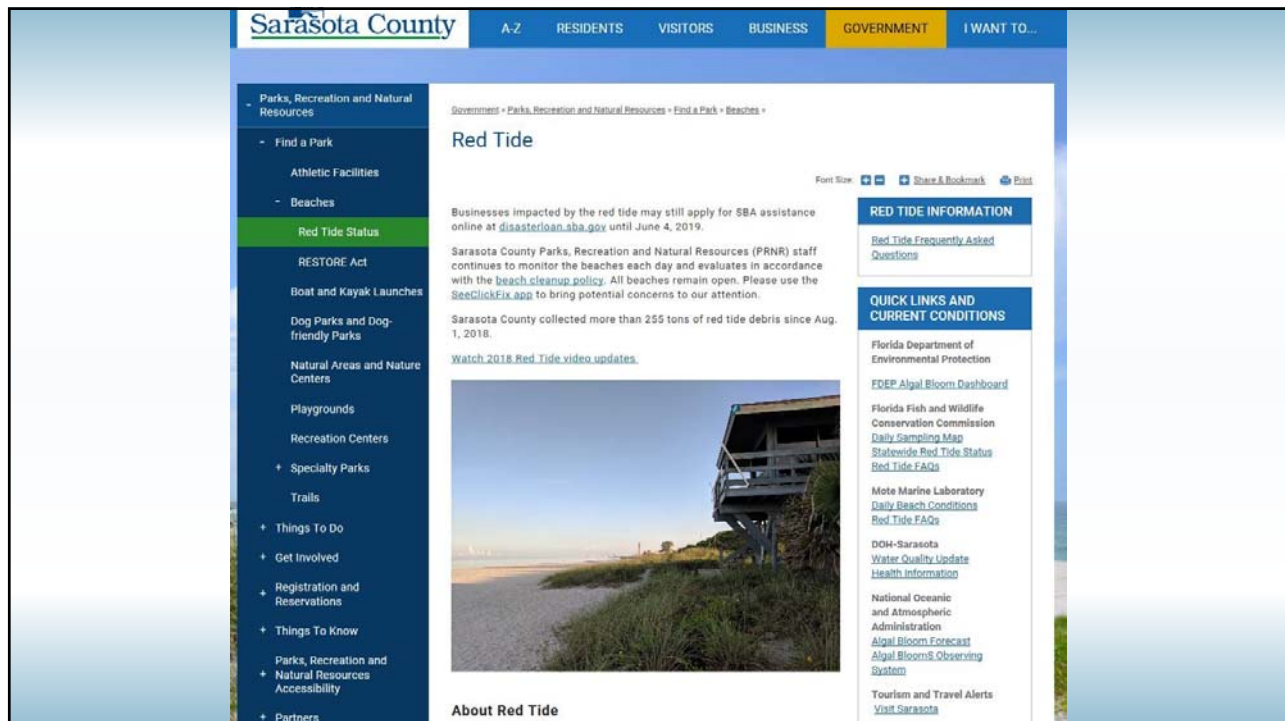 Sarasota County
A-Z RESIDENTS VISITORS BUSINESS GOVERNMENT I WANT TO...
- Parks, Recreation and Natural
Resources
- Find a Park
Athletic Facilities
- Beaches
Red Tide Status
RESTORE Act
Boat and Kayak Launches
Dog Parks and Dog-
friendly Parks
Natural Areas and Nature
Centers
Playgrounds
Recreation Centers
+ Specialty Parks
Trails
+ Things To Do
+ Get Involved
+ Registration and
Reservations
+ Things To Know
Parks, Recreation and
+ Natural Resources
Accessibility
+ Partners
Government » Parks, Recreation and Natural Resources » Find a Park » Beaches »
Red Tide
Font Size: + - + Share & Bookmark Print
Businesses impacted by the red tide may still apply for SBA assistance
online at disasterloan.sba.gov until June 4, 2019.
Sarasota County Parks, Recreation and Natural Resources (PRNR) staff
continues to monitor the beaches each day and evaluates in accordance
with the beach cleanup policy. All beaches remain open. Please use the
SeeClickFix app to bring potential concerns to our attention.
Sarasota County collected more than 255 tons of red tide debris since Aug.
1, 2018.
Watch 2018 Red Tide video updates
About Red Tide
RED TIDE INFORMATION
Red Tide Frequently Asked
Questions
QUICK LINKS AND
CURRENT CONDITIONS
Florida Department of
Environmental Protection
FDEP Algal Bloom Dashboard
Florida Fish and Wildlife
Conservation Commission
Daily Sampling Map
Statewide Red Tide Status
Red Tide FAQs
Mote Marine Laboratory
Daily Beach Conditions
Red Tide FAQs
DOH-Sarasota
Water Quality Update
Health Information
National Oceanic
and Atmospheric
Administration
Algal Bloom Forecast
Algal BloomS Observing
System
Tourism and Travel Alerts
Visit Sarasota